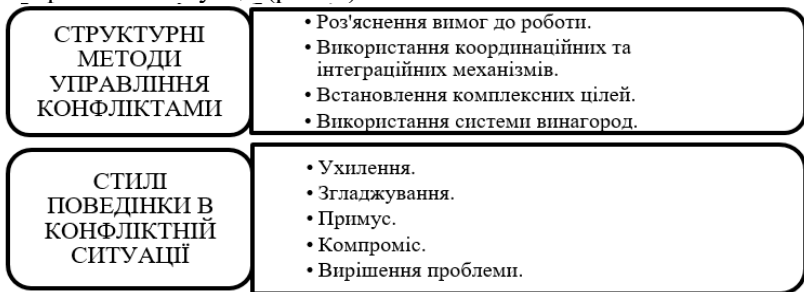 СТРУКТУРНІ
МЕТОДИ
УПРАВЛІННЯ
КОНФЛІКТАМИ
• Роз'яснення вимог до роботи.
• Використання координаційних та
інтеграційних механізмів.
• Встановлення комплексних цілей.
• Використання системи винагород.
СТИЛІ
ПОВЕДІНКИ В
КОНФЛІКТНІЙ
СИТУАЦІЇ
• Ухилення.
• Згладжування.
• Примус.
• Компроміс.
• Вирішення проблеми.